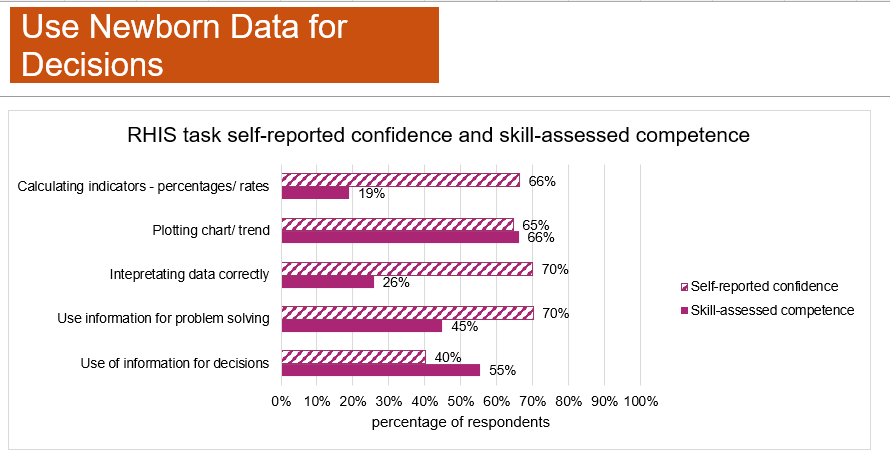 Use Newborn Data for
Decisions
RHIS task self-reported confidence and skill-assessed competence
Calculating indicators - percentages/ rates
66%
19%
Plotting chart/ trend
65%
66%
Intepretating data correctly
70%
26%
Use information for problem solving
70%
45%
Use of information for decisions
40%
55%
Self-reported confidence
Skill-assessed competence
0% 10% 20% 30% 40% 50% 60% 70% 80% 90% 100%
percentage of respondents